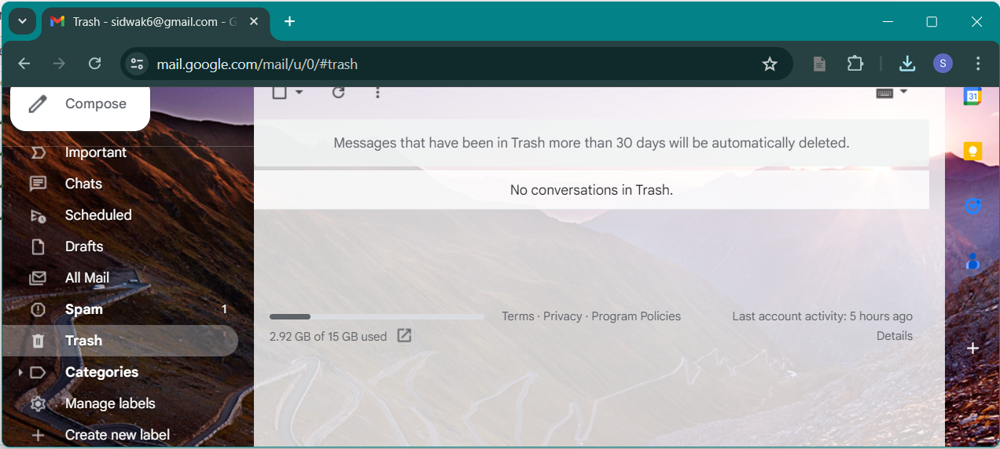 Trash - sidwak6@gmail.com - G
mail.google.com/mail/u/0/#trash
S
Compose
Important
Chats
Scheduled
Drafts
All Mail
Spam 1
Trash
Categories
Manage labels
Create new label
Messages that have been in Trash more than 30 days will be automatically deleted.
No conversations in Trash.
2.92 GB of 15 GB used
Terms · Privacy · Program Policies
Last account activity: 5 hours ago
Details
31